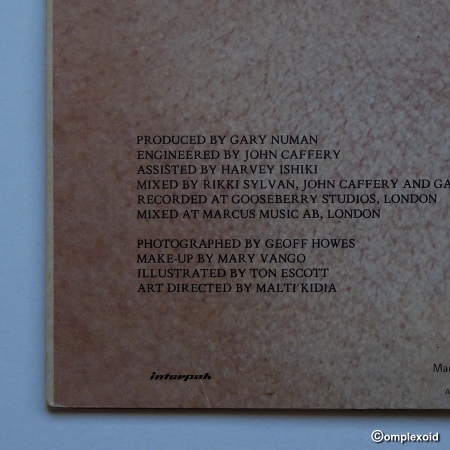 PRODUCED BY GARY NUMAN
ENGINEERED BY JOHN CAFFERY
ASSISTED BY HARVEY ISHIKI
MIXED BY RIKKI SYLVAN, JOHN CAFFERY AND GA
RECORDED AT GOOSEBERRY STUDIOS, LONDON
MIXED AT MARCUS MUSIC AB, LONDON
PHOTOGRAPHED BY GEOFF HOWES
MAKE-UP BY MARY VANGO
ILLUSTRATED BY TON ESCOTT
ART DIRECTED BY MALTI KIDIA
interpak
Ma
©omplexoid